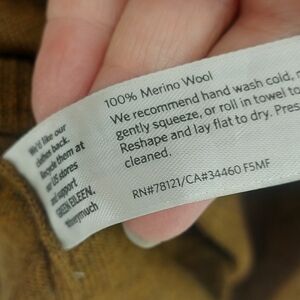 100% Merino Wool
We recommend hand wash cold,
gently squeeze, or roll in towel to
Reshape and lay flat to dry. Press
cleaned.
RN#78121/CA#34460 F5MF
We'd like our
clothes back.
Recycle them at
our US stores
and support
GREEN EILEEN.